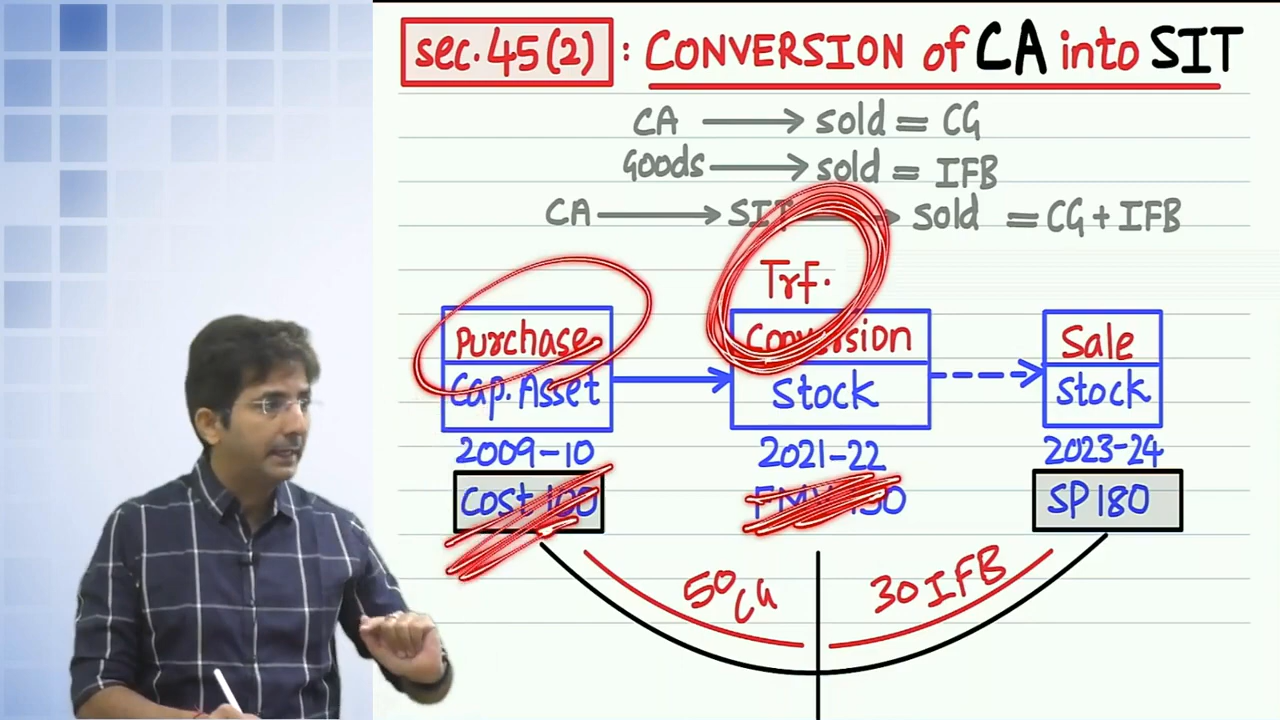 sec.45(2) : CONVERSION of CA into SIT
CA → sold = CG
Goods → sold = IFB
CA → SIT → sold = CG + IFB
Trf.
Purchase Conversion Sale
Cap. Asset Stock Stock
2009-10 2021-22 2023-24
Cost 100 FMV 150 SP 180
50 CG 30 IFB